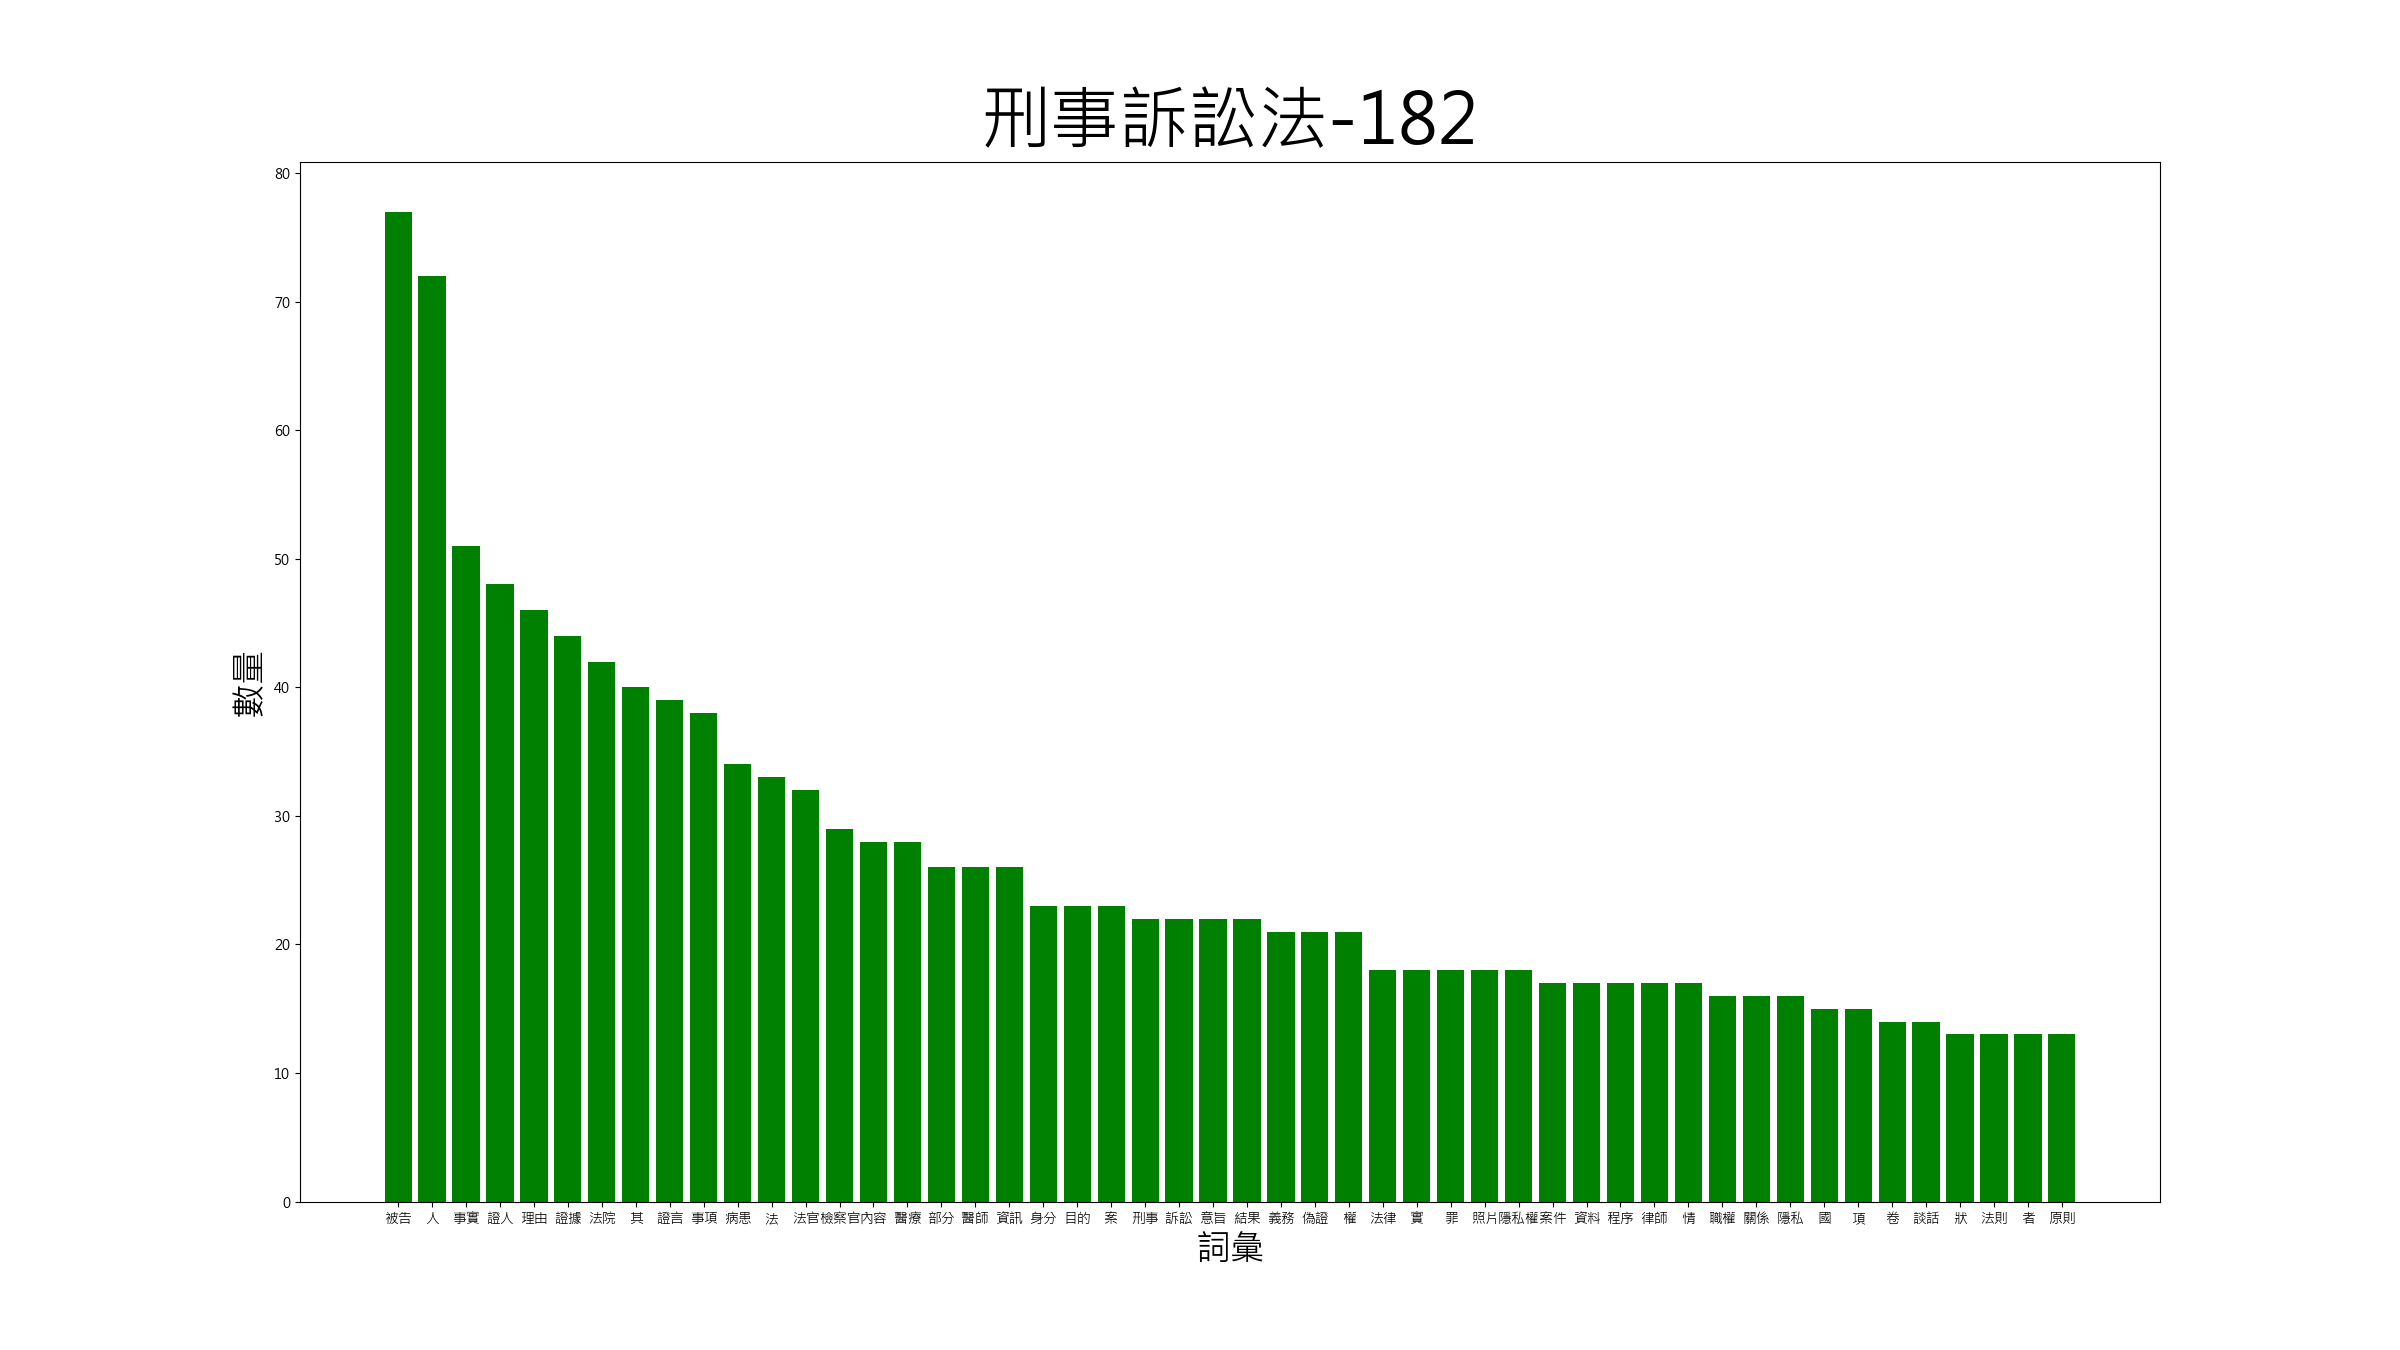 刑事訴訟法-182
80
70
60
50
40
30
20
10
0
數量
被告 人 事實 證人 理由 證據 法院 其 證言 事項 病患 法 法官 檢察官 內容 醫療 部分 醫師 資訊 身分 目的 案 刑事 訴訟 意旨 結果 義務 偽證 權 法律 實 罪 照片 隱私權 案件 資料 程序 律師 情 職權 關係 隱私 國 項 卷 談話 狀 法則 者 原則
詞彙